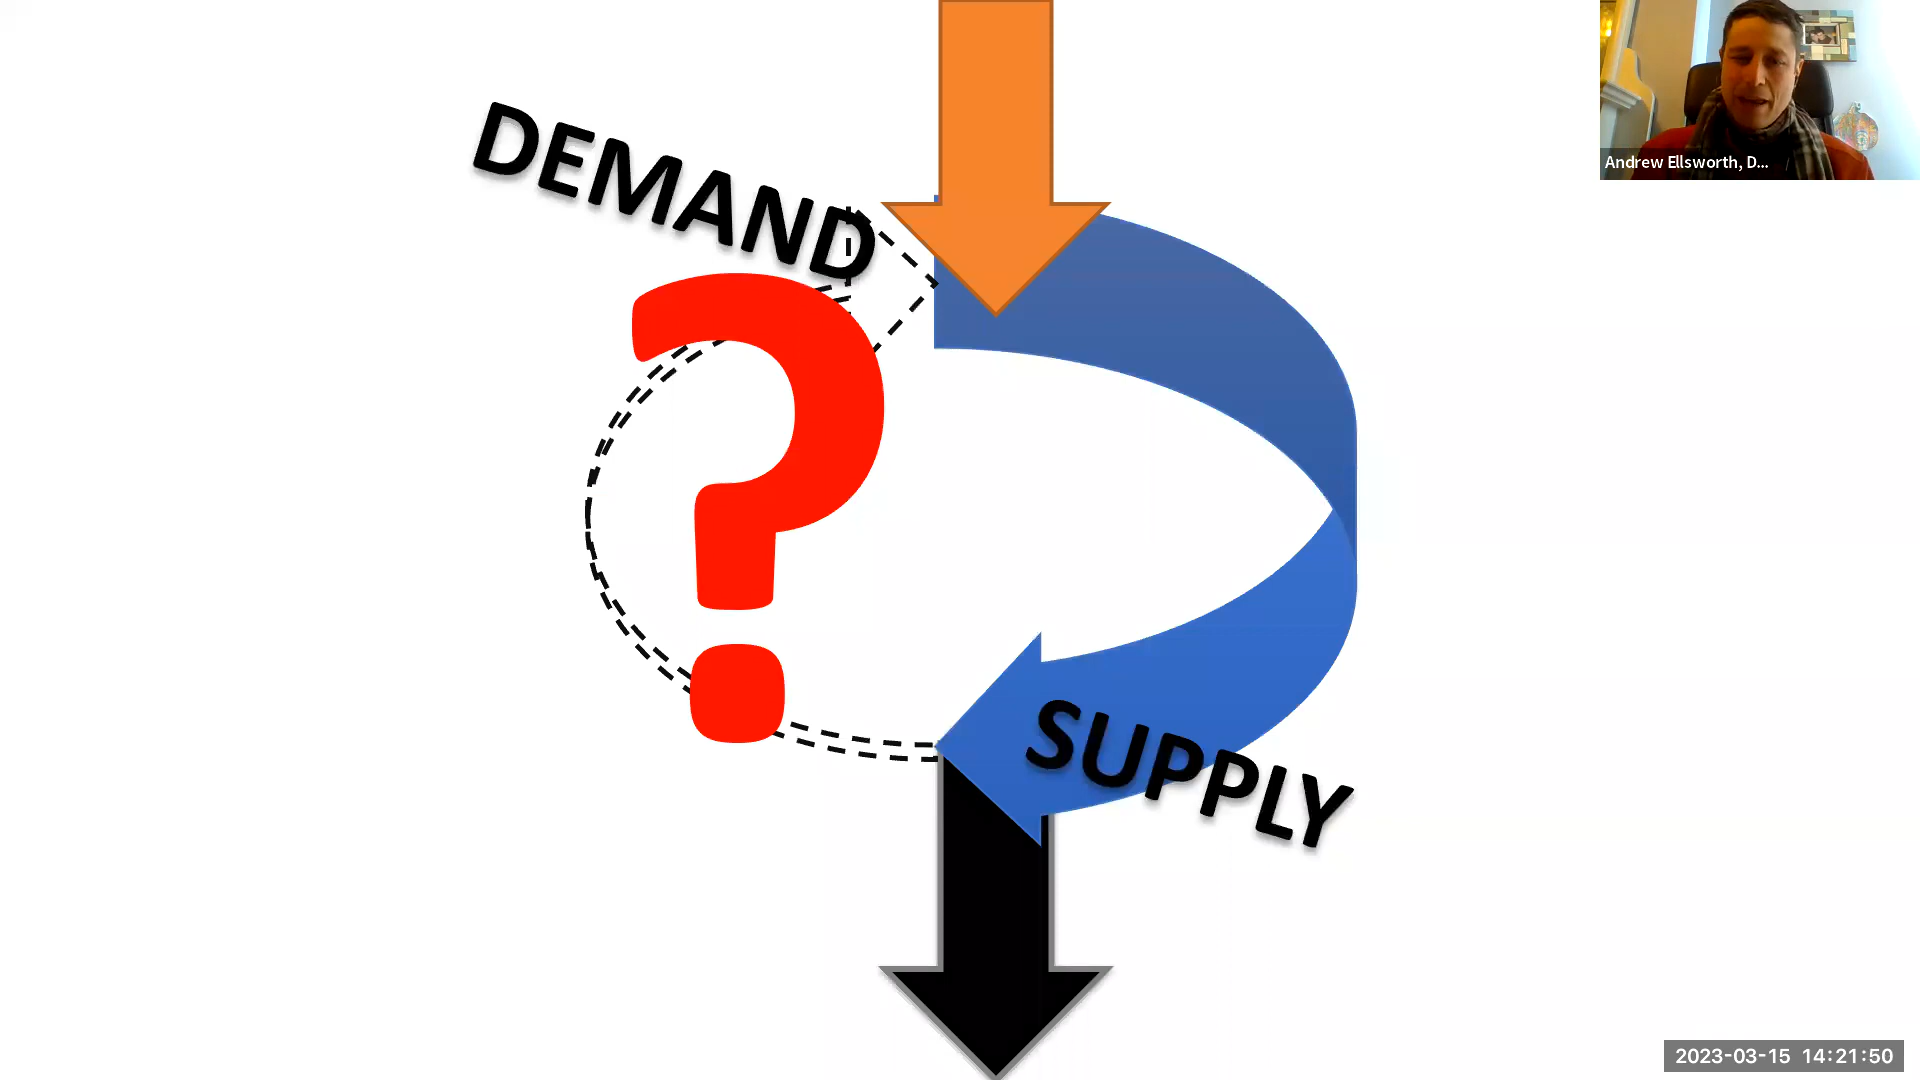 Andrew Ellsworth, D...
DEMAND
?
SUPPLY
2023-03-15 14:21:50